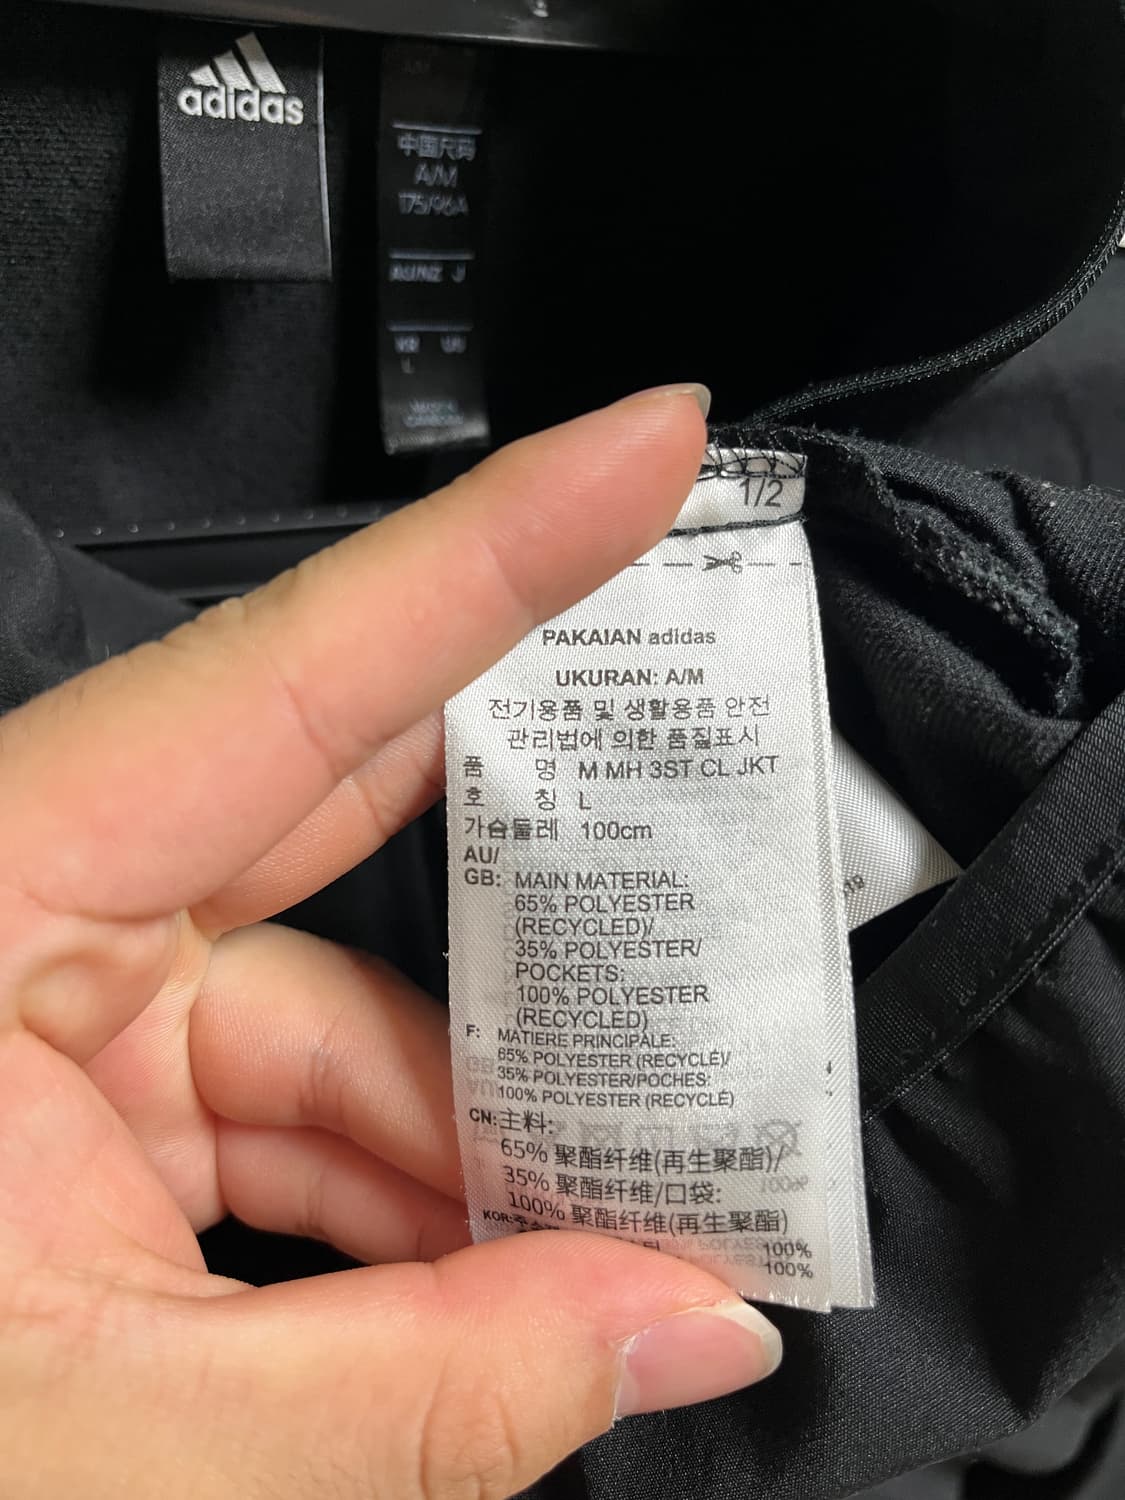 adidas
中国尺码
A/M
175/96A
AU/NZ J
KR US
L
1/2
PAKAIAN adidas
UKURAN: A/M
전기용품 및 생활용품 안전
관리법에 의한 품질표시
품 명 M MH 3ST CL JKT
호 칭 L
가슴둘레 100cm
AU/
GB: MAIN MATERIAL:
65% POLYESTER
(RECYCLED)/
35% POLYESTER/
POCKETS:
100% POLYESTER
(RECYCLED)
F: MATIERE PRINCIPALE:
65% POLYESTER (RECYCLÉ)/
35% POLYESTER/POCHES:
100% POLYESTER (RECYCLÉ)
CN: 主料:
65% 聚酯纤维(再生聚酯)/
35% 聚酯纤维/口袋:
100% 聚酯纤维(再生聚酯)
KOR:
100%
100%
19